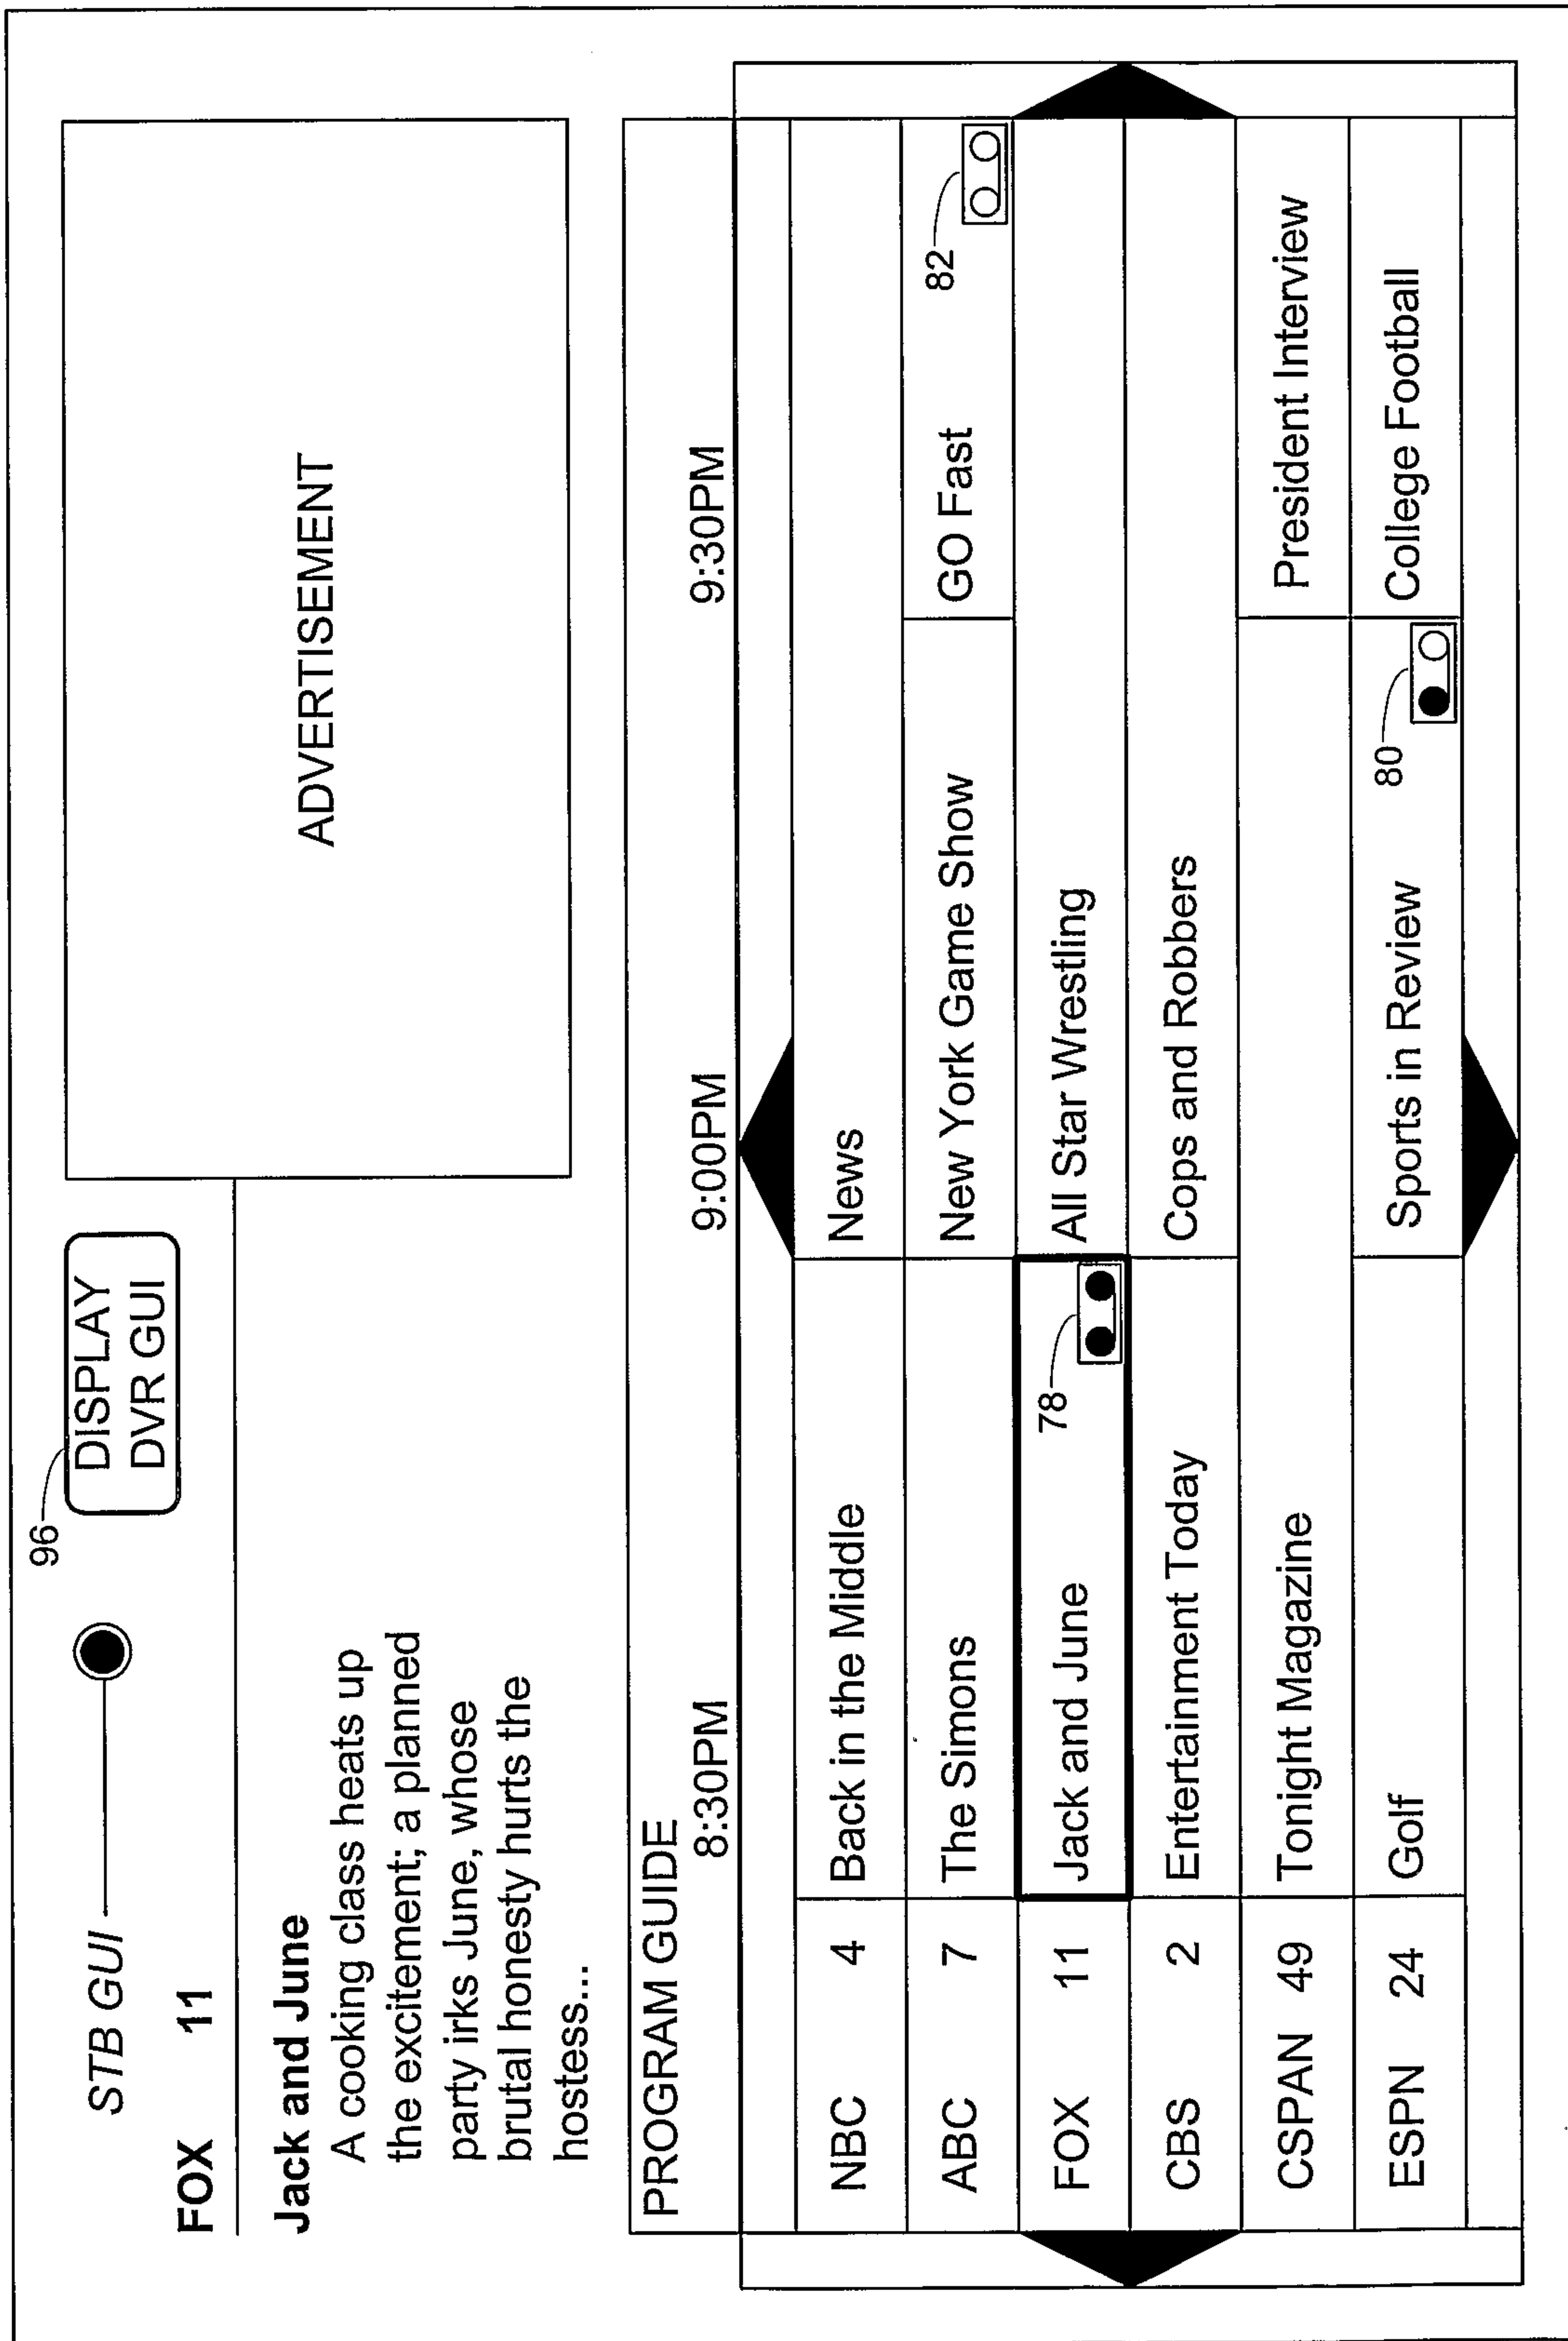 STB GUI
96
DISPLAY
DVR GUI
FOX 11
Jack and June
A cooking class heats up
the excitement; a planned
party irks June, whose
brutal honesty hurts the
hostess...
ADVERTISEMENT
PROGRAM GUIDE
8:30PM 9:00PM 9:30PM
NBC 4 Back in the Middle News
ABC 7 The Simons New York Game Show GO Fast 82
FOX 11 Jack and June 78 All Star Wrestling
CBS 2 Entertainment Today Cops and Robbers
CSPAN 49 Tonight Magazine President Interview
ESPN 24 Golf Sports in Review 80 College Football